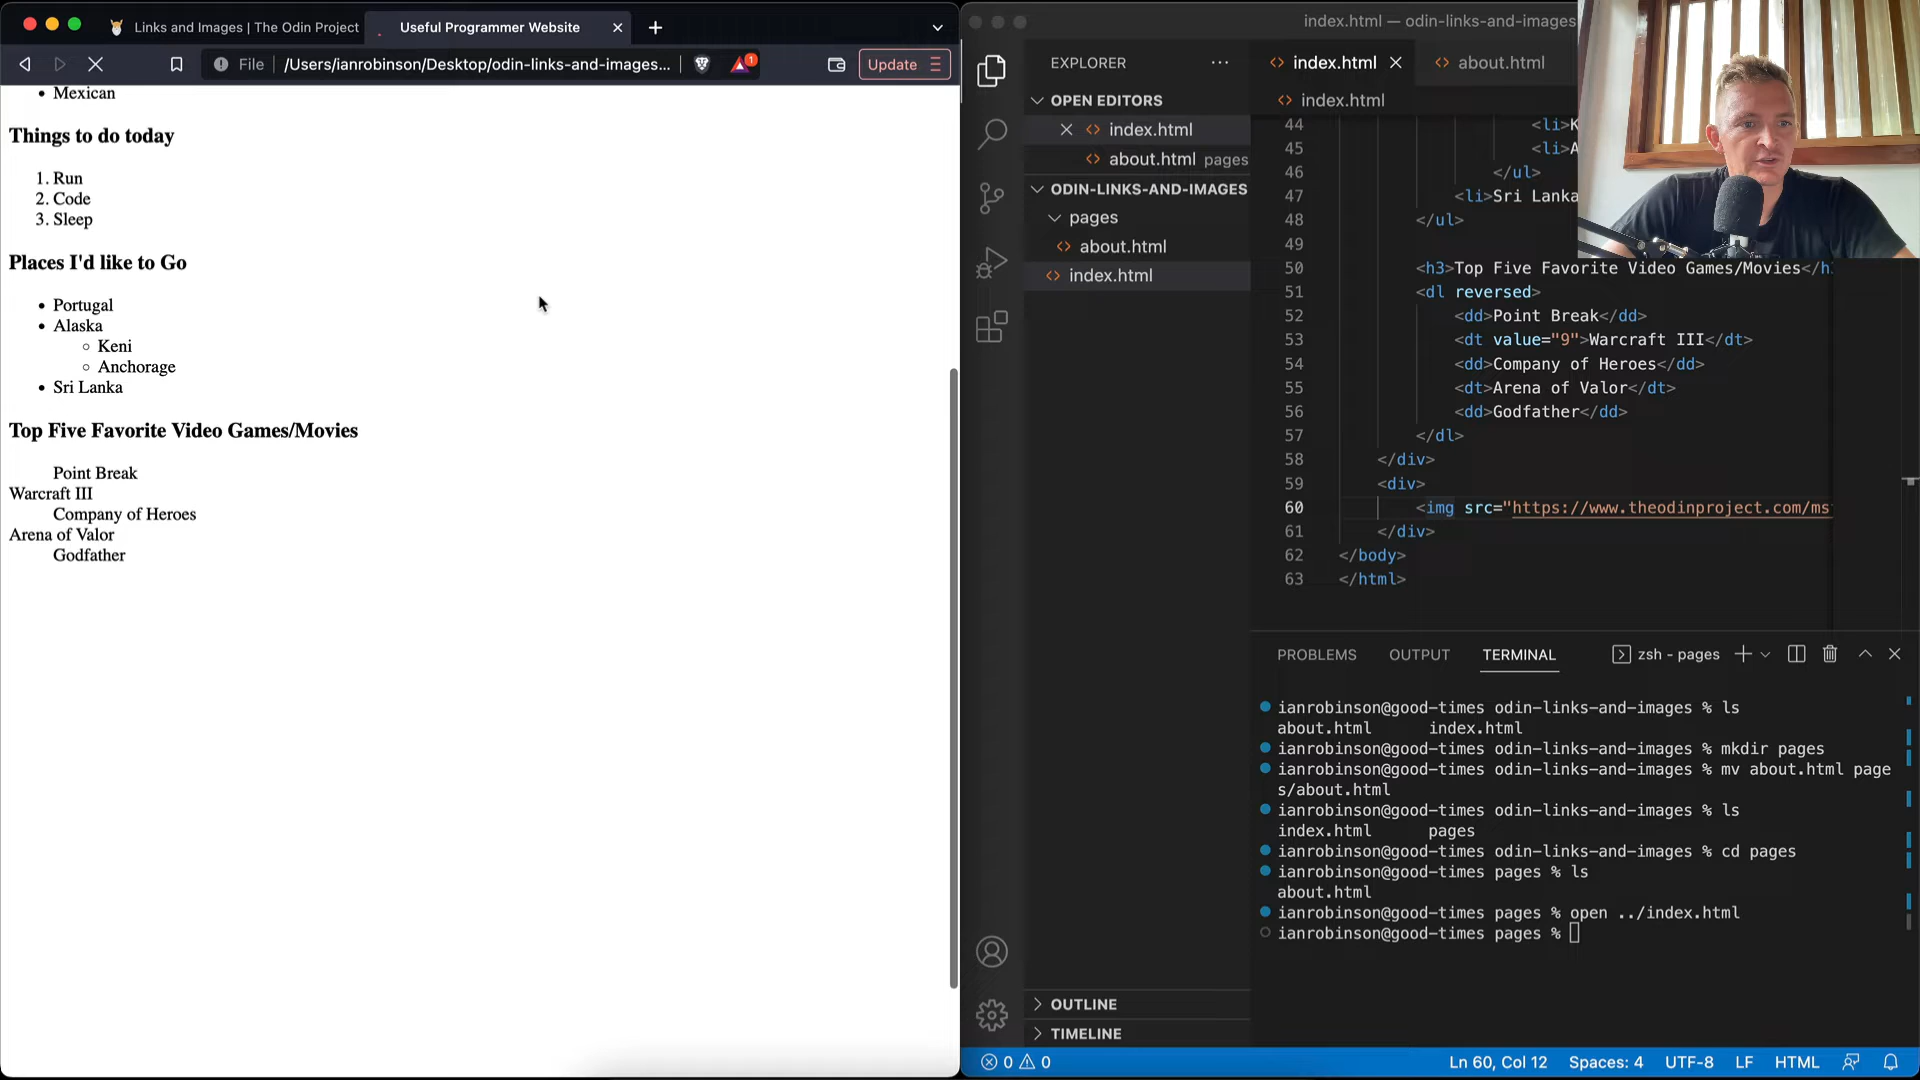 Links and Images | The Odin Project
Useful Programmer Website
File
/Users/ianrobinson/Desktop/odin-links-and-images...
1
Update
Mexican
Things to do today
1. Run
2. Code
3. Sleep
Places I'd like to Go
Portugal
Alaska
Keni
Anchorage
Sri Lanka
Top Five Favorite Video Games/Movies
Point Break
Warcraft III
Company of Heroes
Arena of Valor
Godfather
index.html — odin-links-and-images
EXPLORER
OPEN EDITORS
index.html
about.html pages
ODIN-LINKS-AND-IMAGES
pages
about.html
index.html
OUTLINE
TIMELINE
index.html
about.html
index.html
44 <li>K
45 <li>A
46 </ul>
47 <li>Sri Lanka
48 </ul>
49
50 <h3>Top Five Favorite Video Games/Movies</h
51 <dl reversed>
52 <dd>Point Break</dd>
53 <dt value="9">Warcraft III</dt>
54 <dd>Company of Heroes</dd>
55 <dt>Arena of Valor</dt>
56 <dd>Godfather</dd>
57 </dl>
58 </div>
59 <div>
60 <img src="https://www.theodinproject.com/ms
61 </div>
62 </body>
63 </html>
PROBLEMS OUTPUT TERMINAL
zsh - pages
ianrobinson@good-times odin-links-and-images % ls
about.html index.html
ianrobinson@good-times odin-links-and-images % mkdir pages
ianrobinson@good-times odin-links-and-images % mv about.html page
s/about.html
ianrobinson@good-times odin-links-and-images % ls
index.html pages
ianrobinson@good-times odin-links-and-images % cd pages
ianrobinson@good-times pages % ls
about.html
ianrobinson@good-times pages % open ../index.html
ianrobinson@good-times pages %
0 0
Ln 60, Col 12 Spaces: 4 UTF-8 LF HTML